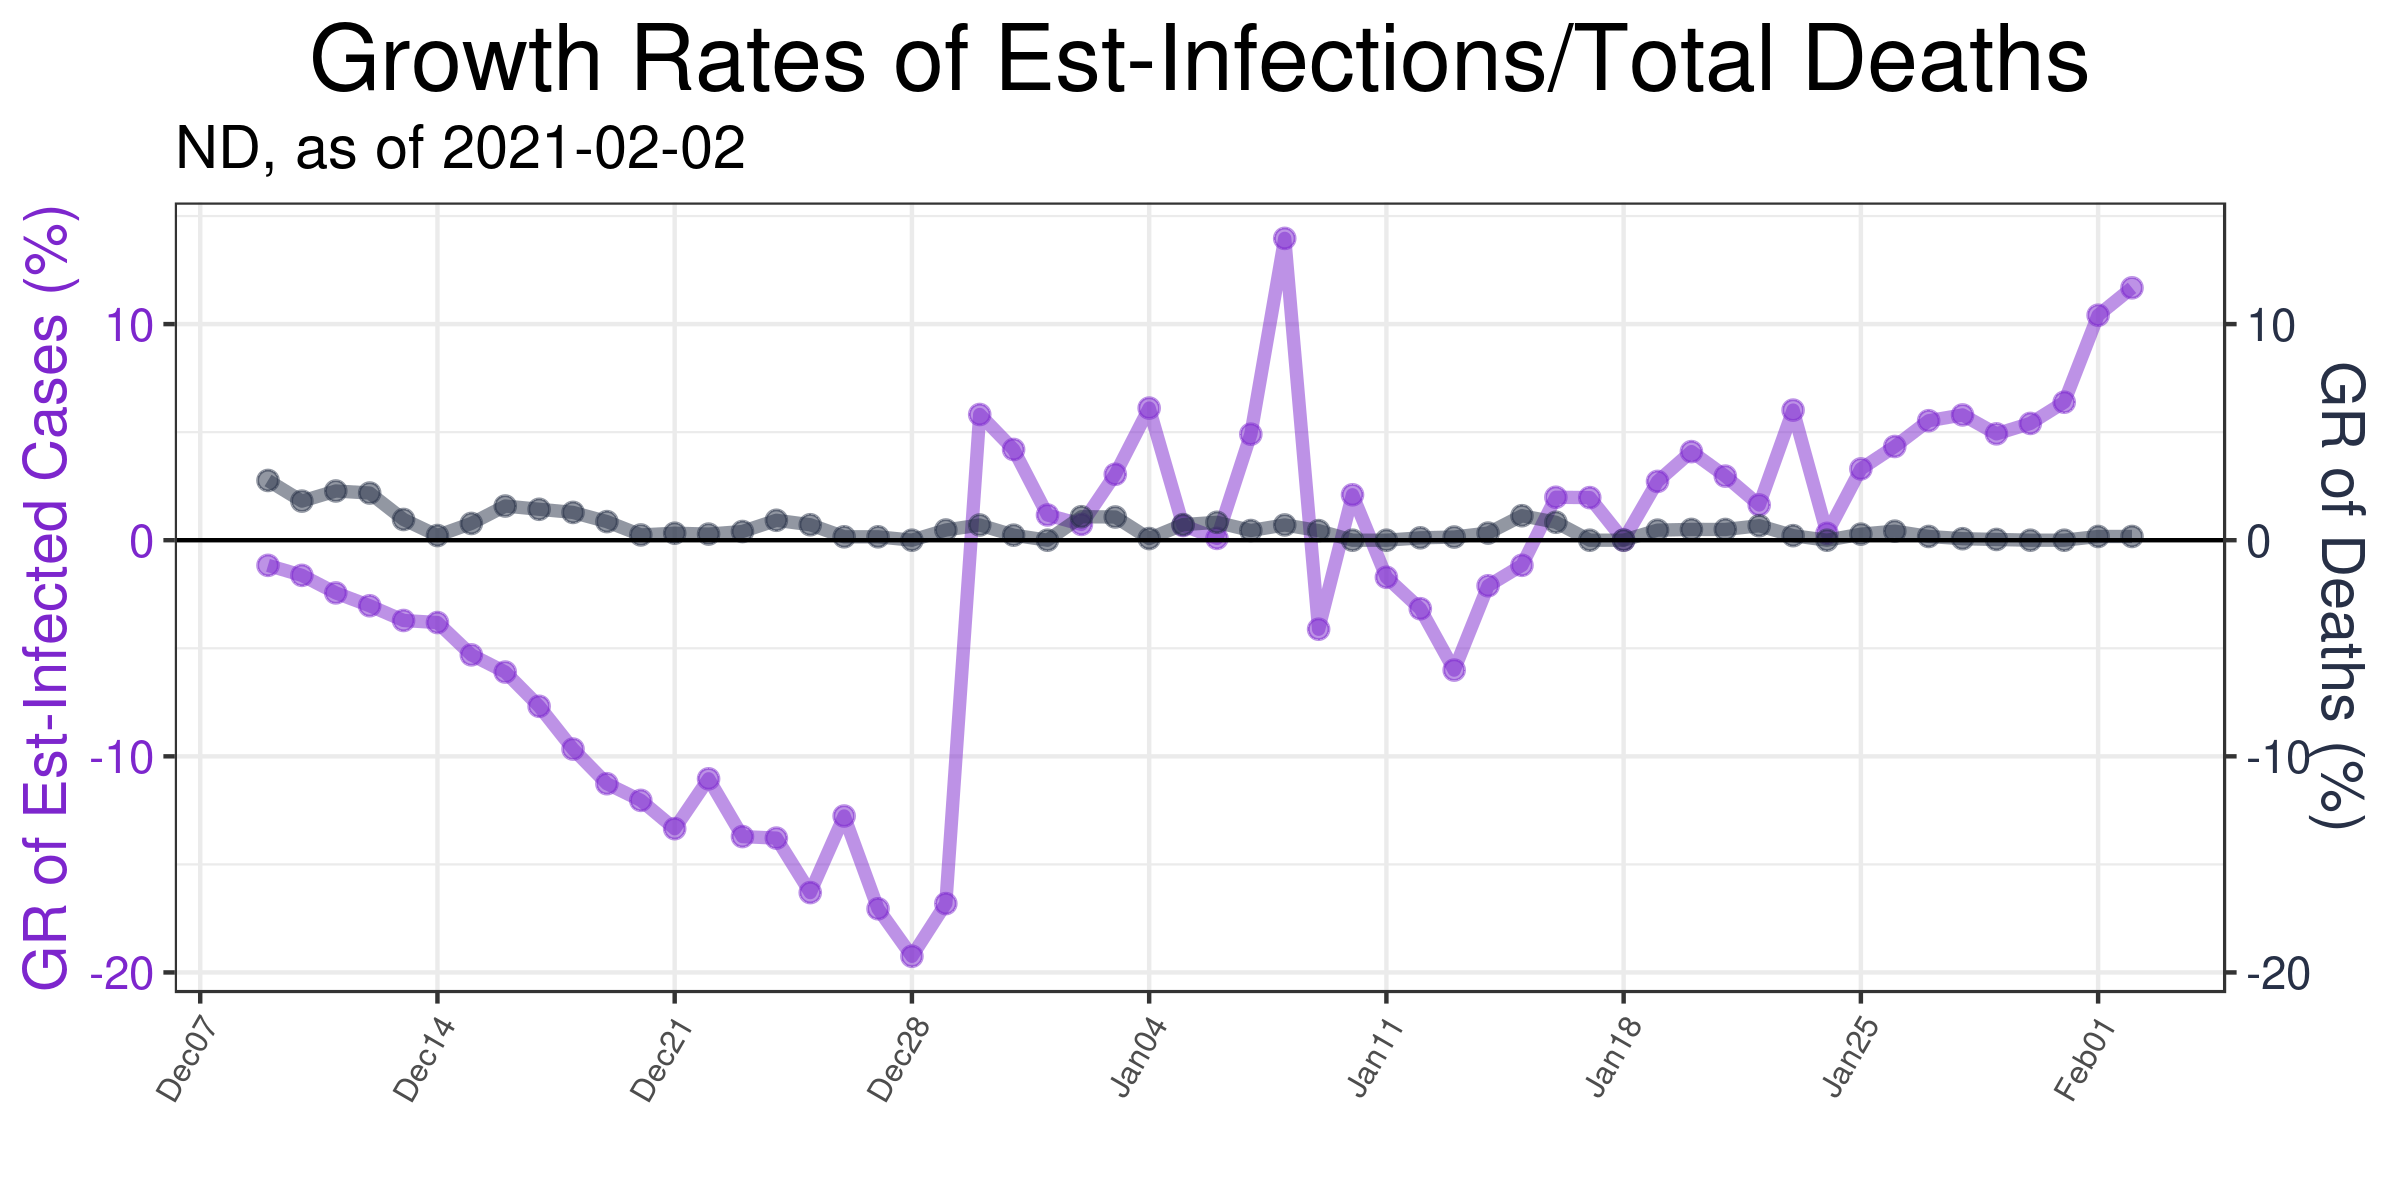 Growth Rates of Est-Infections/Total Deaths
ND, as of 2021-02-02
GR of Est-Infected Cases (%)
10
0
-10
-20
10
0
-10
-20
GR of Deaths (%)
Dec07
Dec14
Dec21
Dec28
Jan04
Jan11
Jan18
Jan25
Feb01